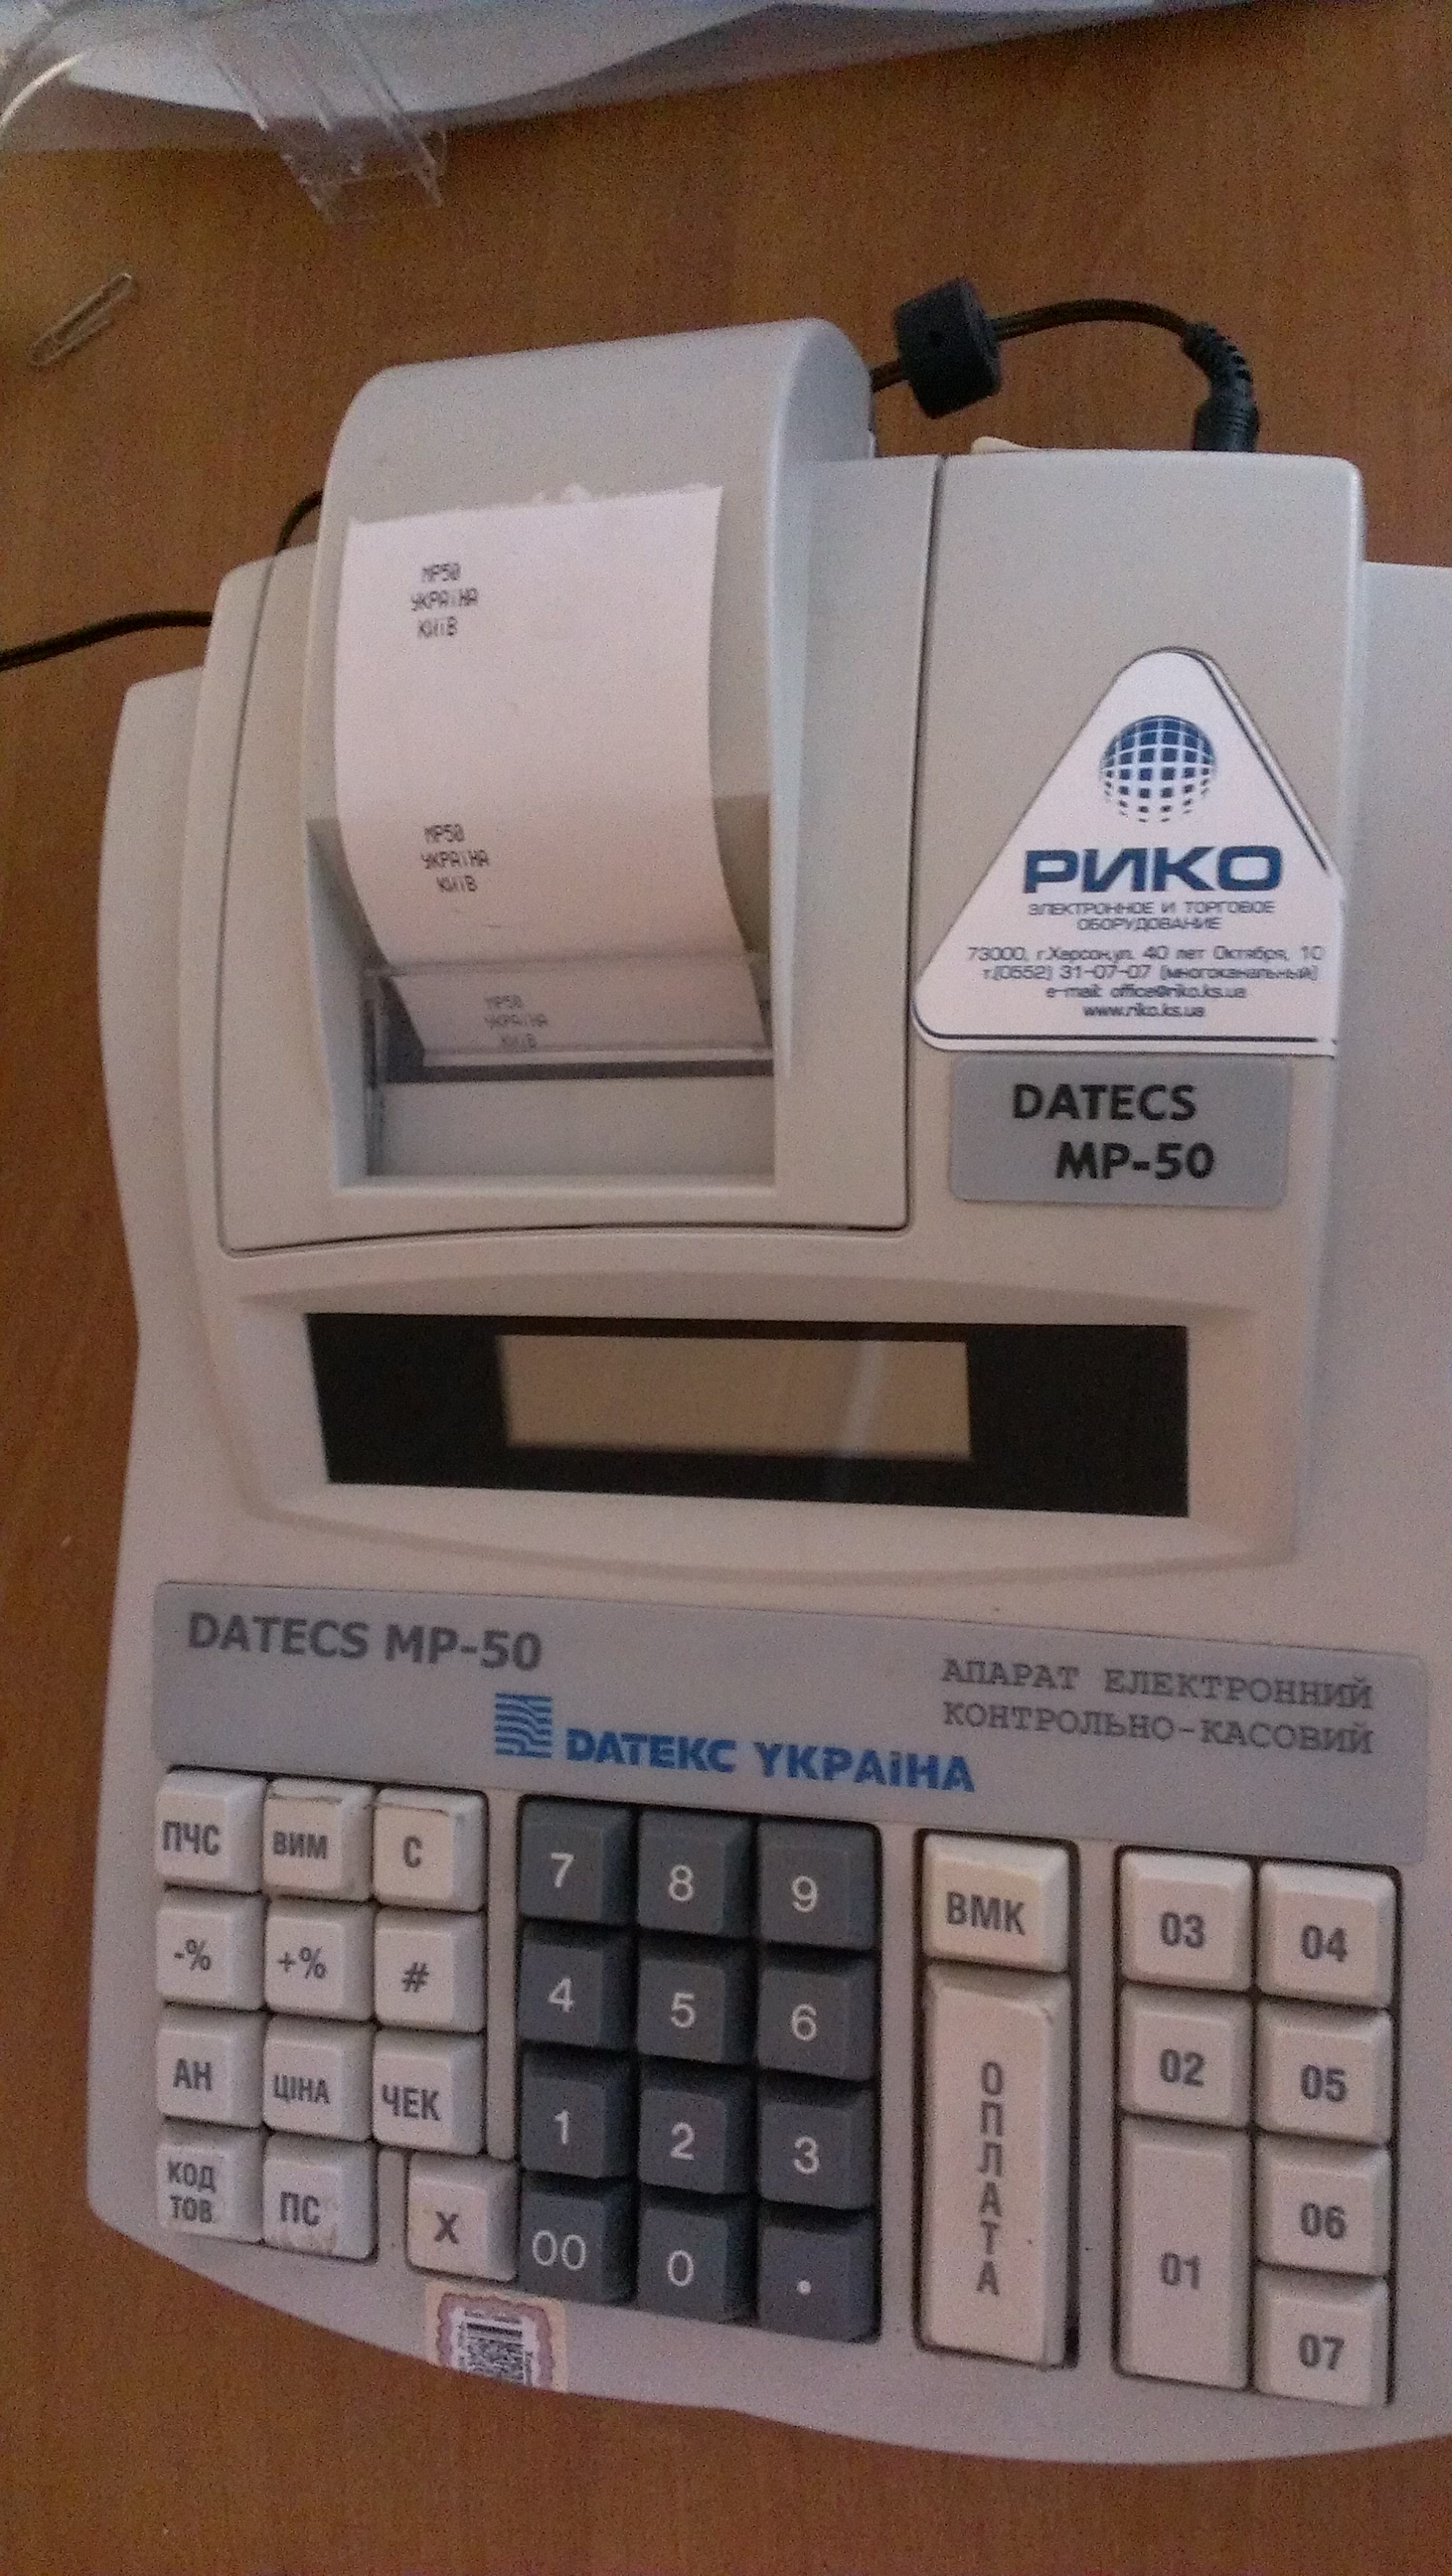 МР50
УКРАїНА
КИїВ
МР50
УКРАїНА
КИїВ
МР50
УКРАїНА
КИїВ
РИКО
ЭЛЕКТРОННОЕ И ТОРГОВОЕ
ОБОРУДОВАНИЕ
73000, г.Херсон,ул. 40 лет Октября, 10
т.(0552) 31-07-07 (многоканальный)
e-mail: office@riko.ks.ua
www.riko.ks.ua
DATECS
MP-50
DATECS MP-50
АПАРАТ ЕЛЕКТРОННИЙ
КОНТРОЛЬНО-КАСОВИЙ
DATEКС УКРАїНА
ПЧС ВИМ С 7 8 9 ВМК 03 04
-% +% # 4 5 6 02 05
АН ЦІНА ЧЕК 1 2 3 ОПЛАТА 01 06
КОД
ТОВ ПС Х 00 0 . 07